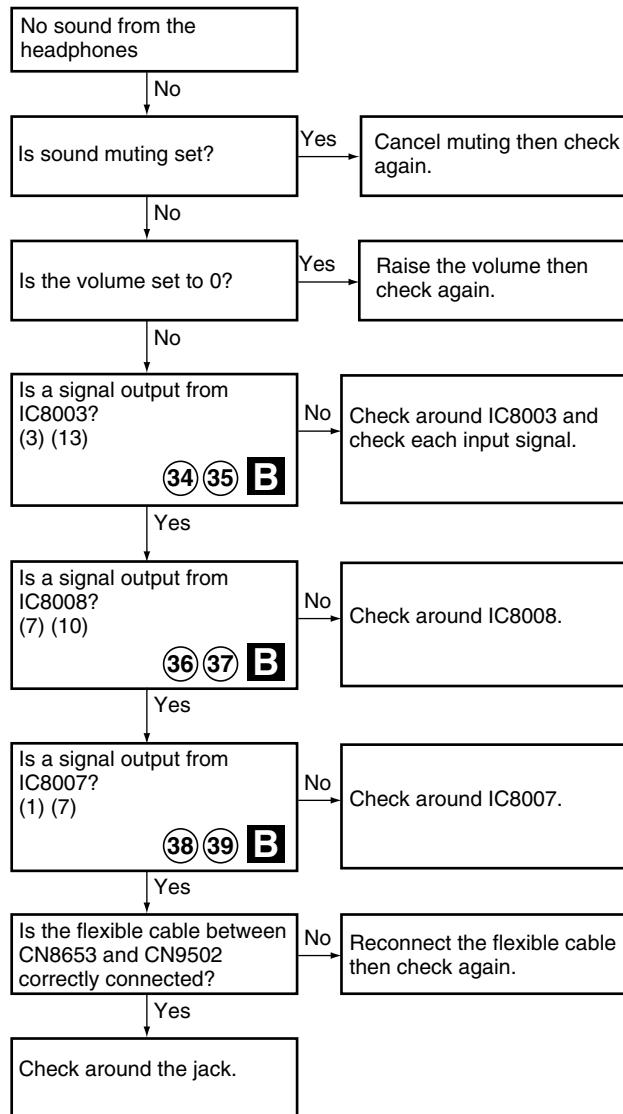 No sound from the
headphones
No
Is sound muting set?
Yes
Cancel muting then check
again.
No
Is the volume set to 0?
Yes
Raise the volume then
check again.
No
Is a signal output from
IC8003?
(3) (13)
34 35 B
No
Check around IC8003 and
check each input signal.
Yes
Is a signal output from
IC8008?
(7) (10)
36 37 B
No
Check around IC8008.
Yes
Is a signal output from
IC8007?
(1) (7)
38 39 B
No
Check around IC8007.
Yes
Is the flexible cable between
CN8653 and CN9502
correctly connected?
No
Reconnect the flexible cable
then check again.
Yes
Check around the jack.